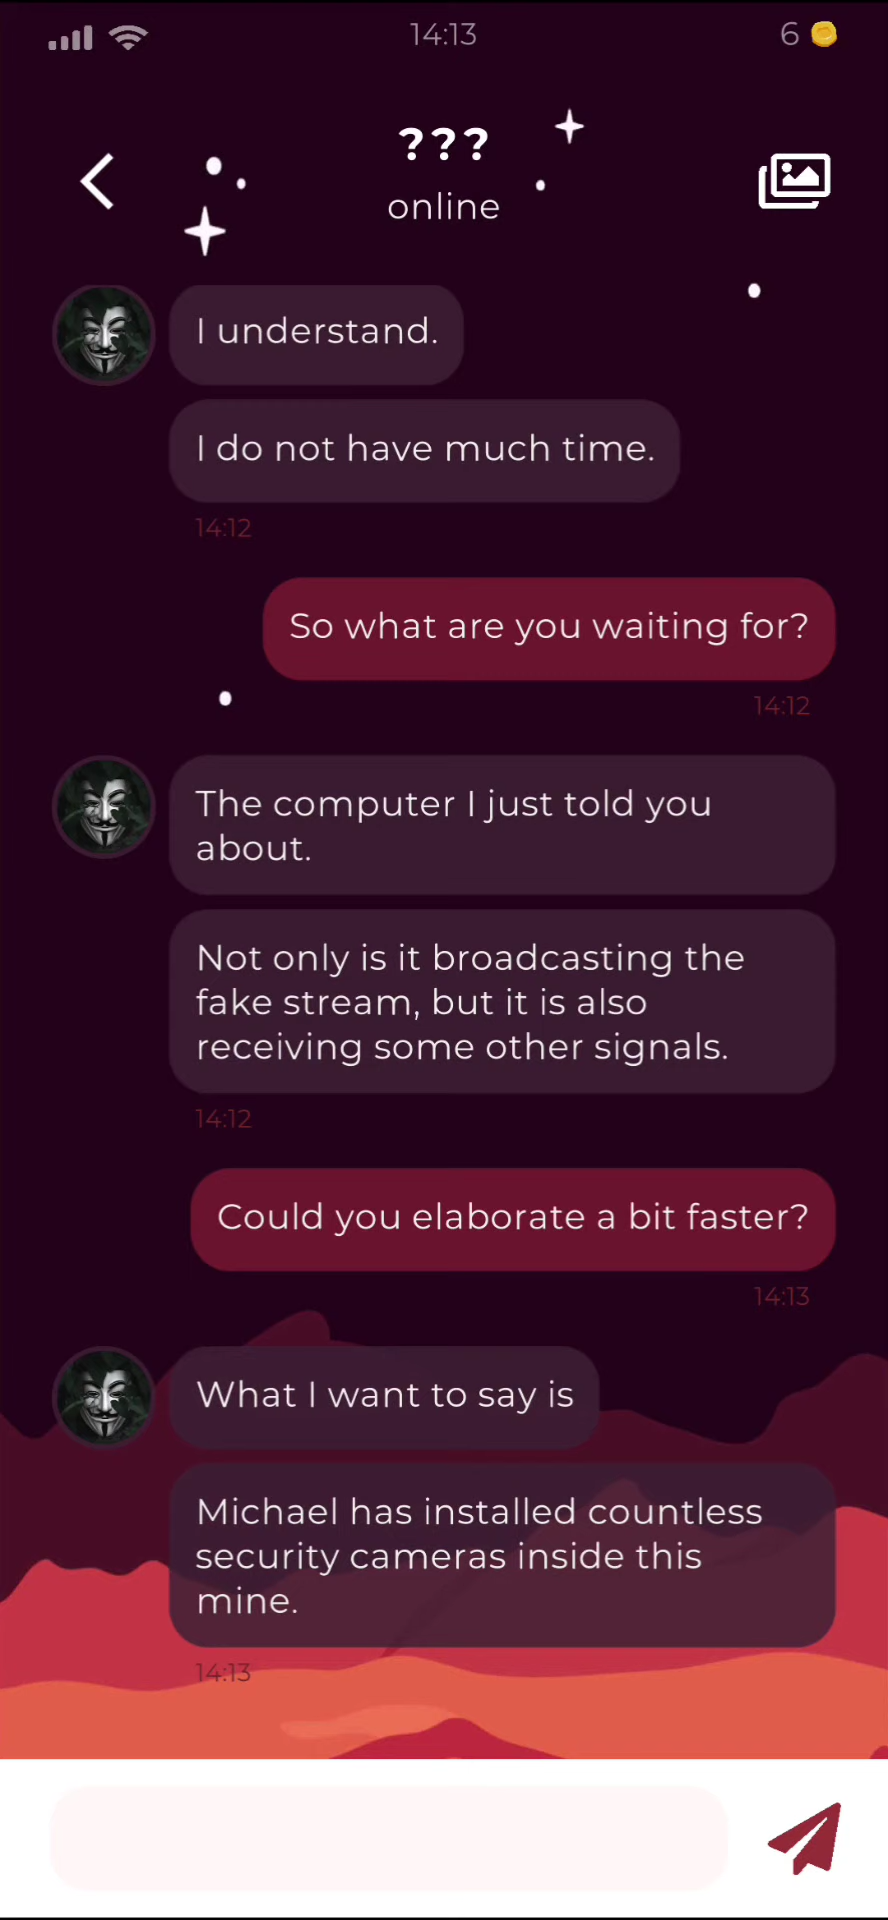 14:13
6
???
online
I understand.
I do not have much time.
14:12
So what are you waiting for?
14:12
The computer I just told you
about.
Not only is it broadcasting the
fake stream, but it is also
receiving some other signals.
14:12
Could you elaborate a bit faster?
14:13
What I want to say is
Michael has installed countless
security cameras inside this
mine.
14:13